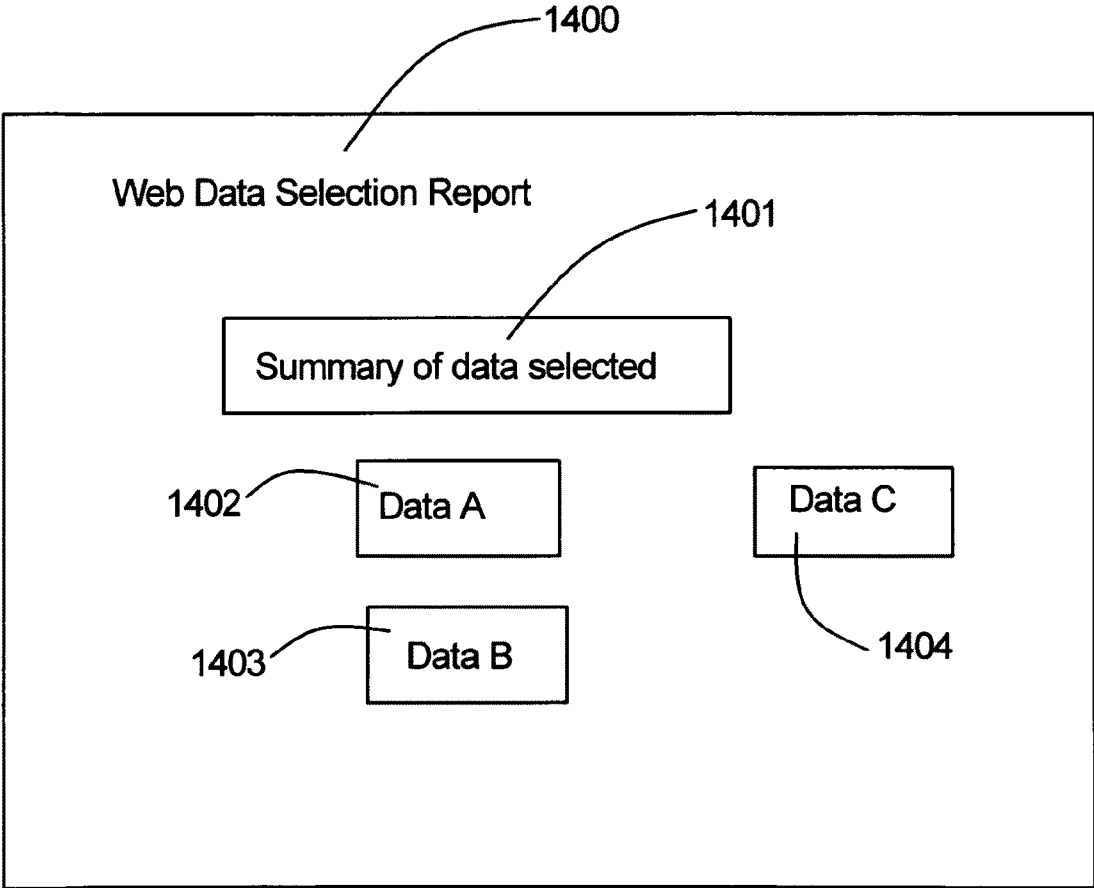 1400
Web Data Selection Report
1401
Summary of data selected
1402
Data A
Data C
1403
Data B
1404